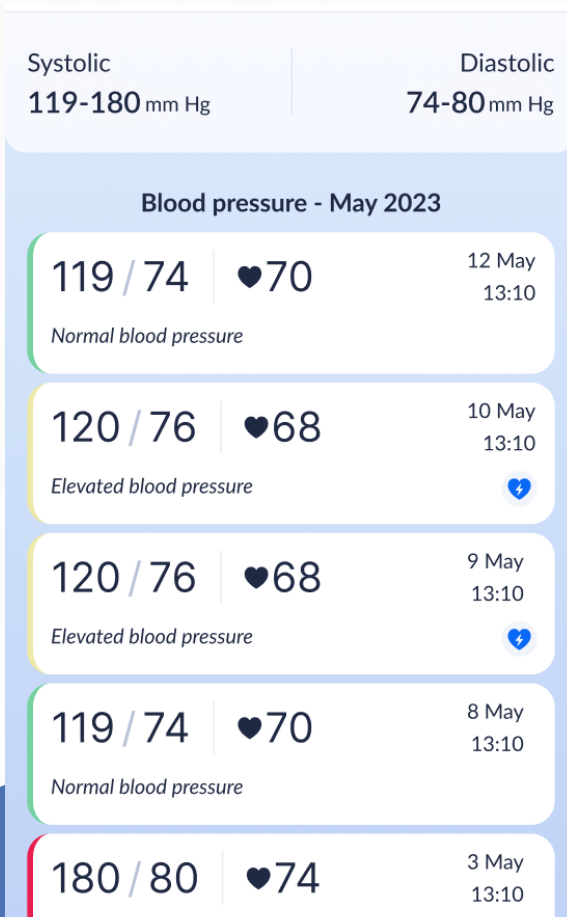 Systolic Diastolic
119-180 mm Hg 74-80 mm Hg
Blood pressure - May 2023
119 / 74 70 12 May
13:10
Normal blood pressure
120 / 76 68 10 May
13:10
Elevated blood pressure
120 / 76 68 9 May
13:10
Elevated blood pressure
119 / 74 70 8 May
13:10
Normal blood pressure
180 / 80 74 3 May
13:10